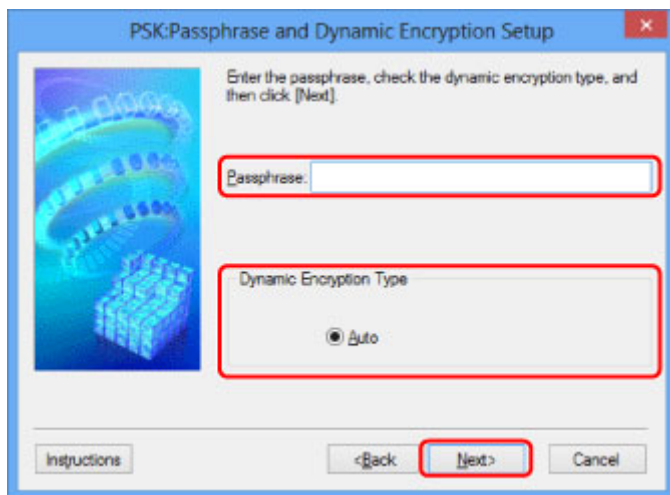 PSK:Passphrase and Dynamic Encryption Setup
Enter the passphrase, check the dynamic encryption type, and
then click [Next].
Passphrase:
Dynamic Encryption Type
Auto
Instructions
<Back
Next>
Cancel